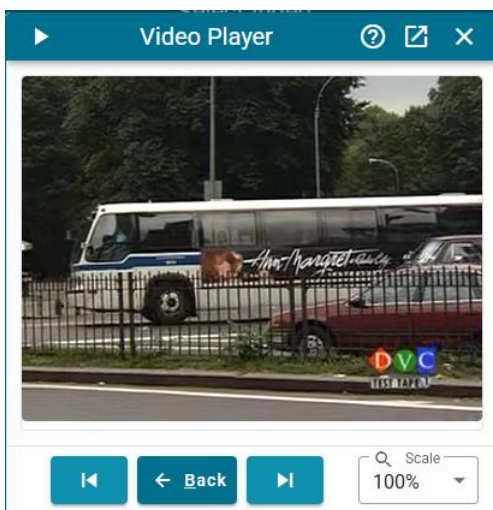 Video Player
Ann-Margret
DVC
TEST TAPE
Back
Scale
100%